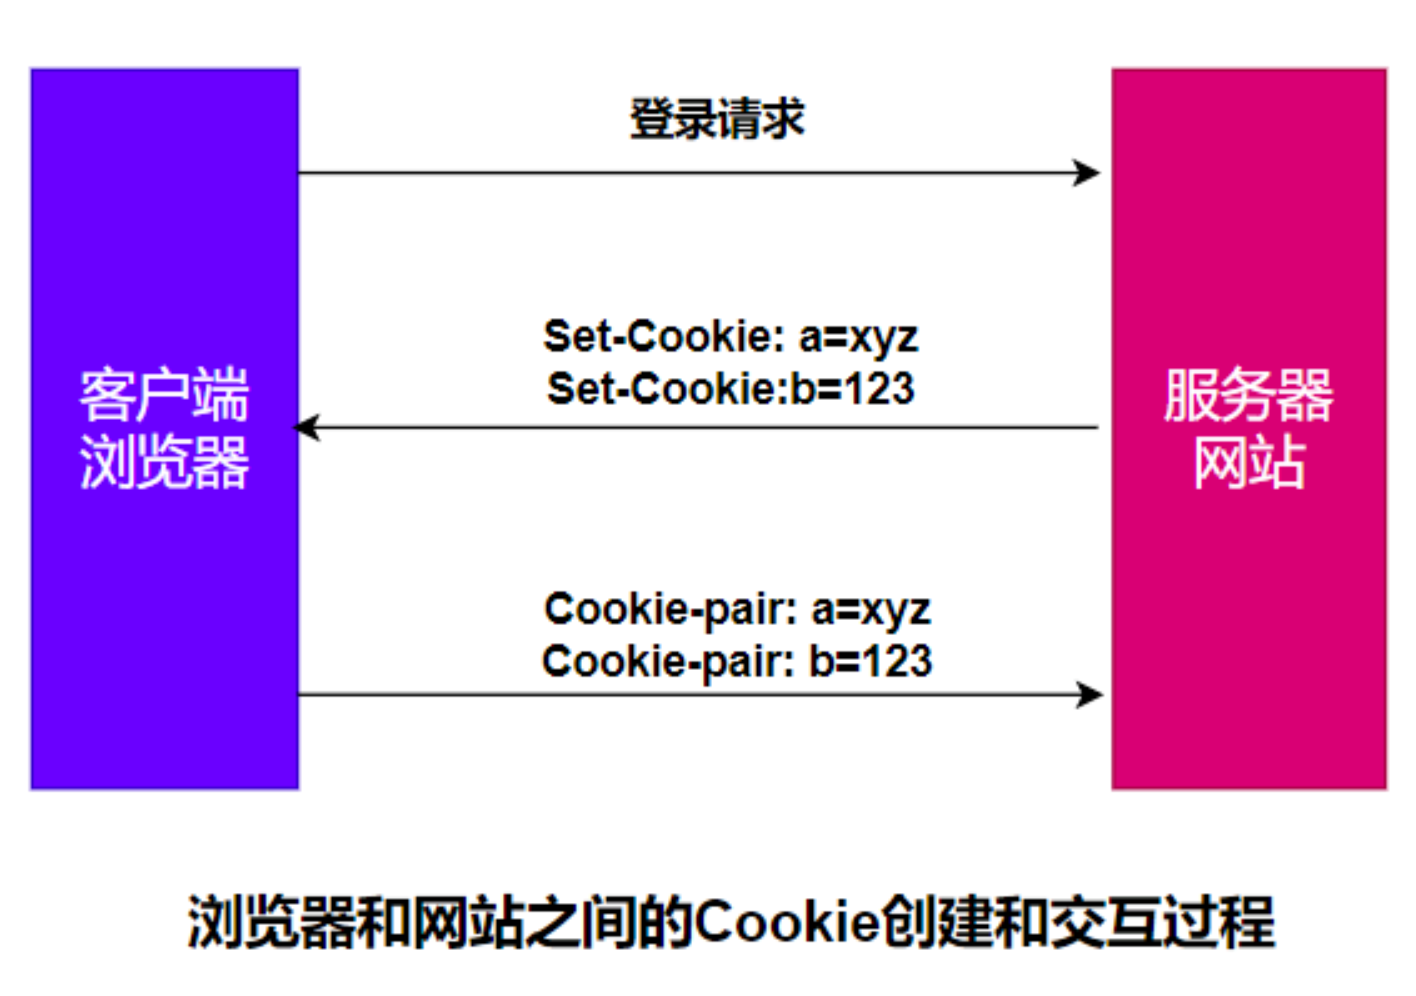 登录请求
Set-Cookie: a=xyz
Set-Cookie:b=123
客户端
浏览器
服务器
网站
Cookie-pair: a=xyz
Cookie-pair: b=123
浏览器和网站之间的Cookie创建和交互过程